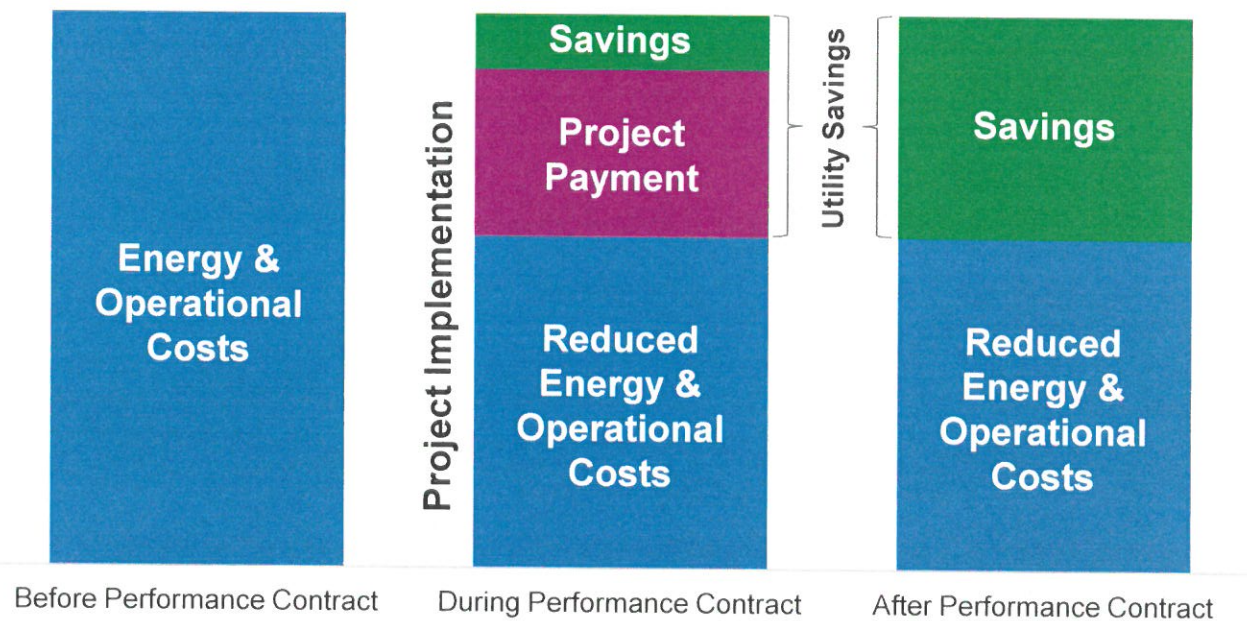 Energy &
Operational
Costs
Before Performance Contract
Project Implementation
Savings
Project
Payment
Reduced
Energy &
Operational
Costs
During Performance Contract
Utility Savings
Savings
Reduced
Energy &
Operational
Costs
After Performance Contract